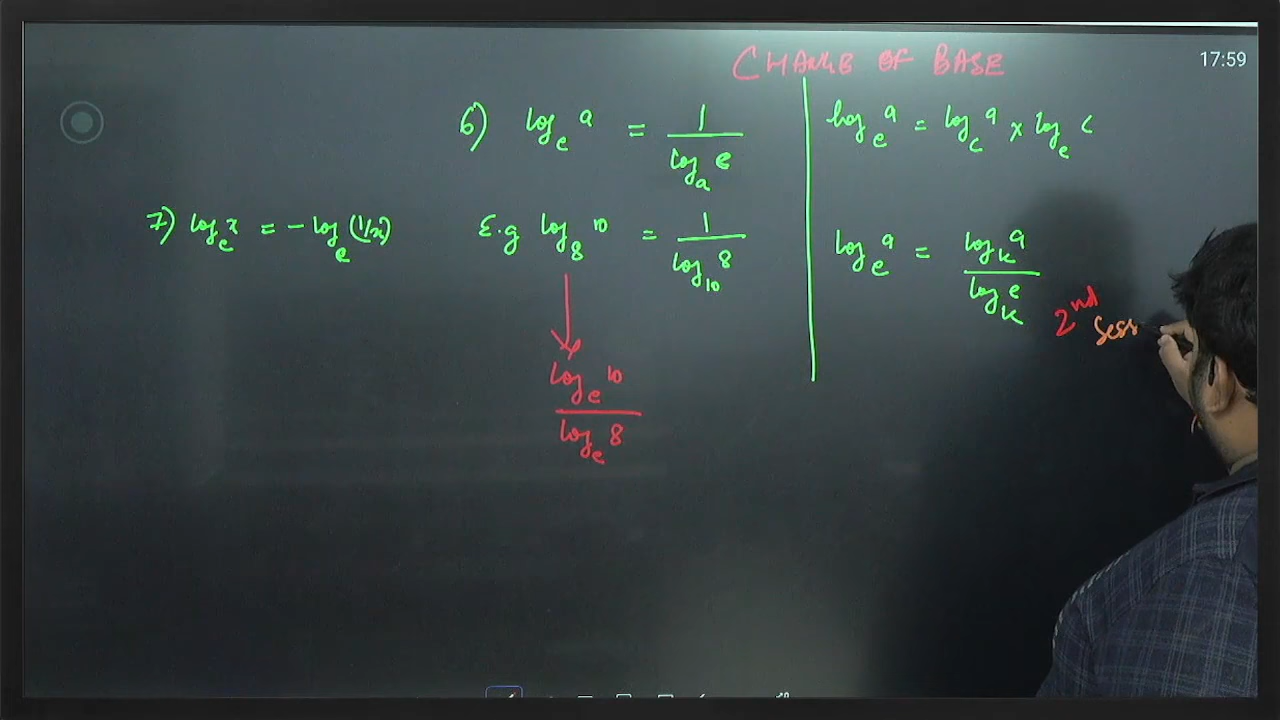 CHANGE OF BASE
17:59
6) log_e a = 1 / log_a e
log_e a = log_c a × log_e c
7) log_e x = - log_e (1/x)
E.g log_8 10 = 1 / log_10 8
log_e a = log_k a / log_k e
2nd Sess
log_e 10 / log_e 8